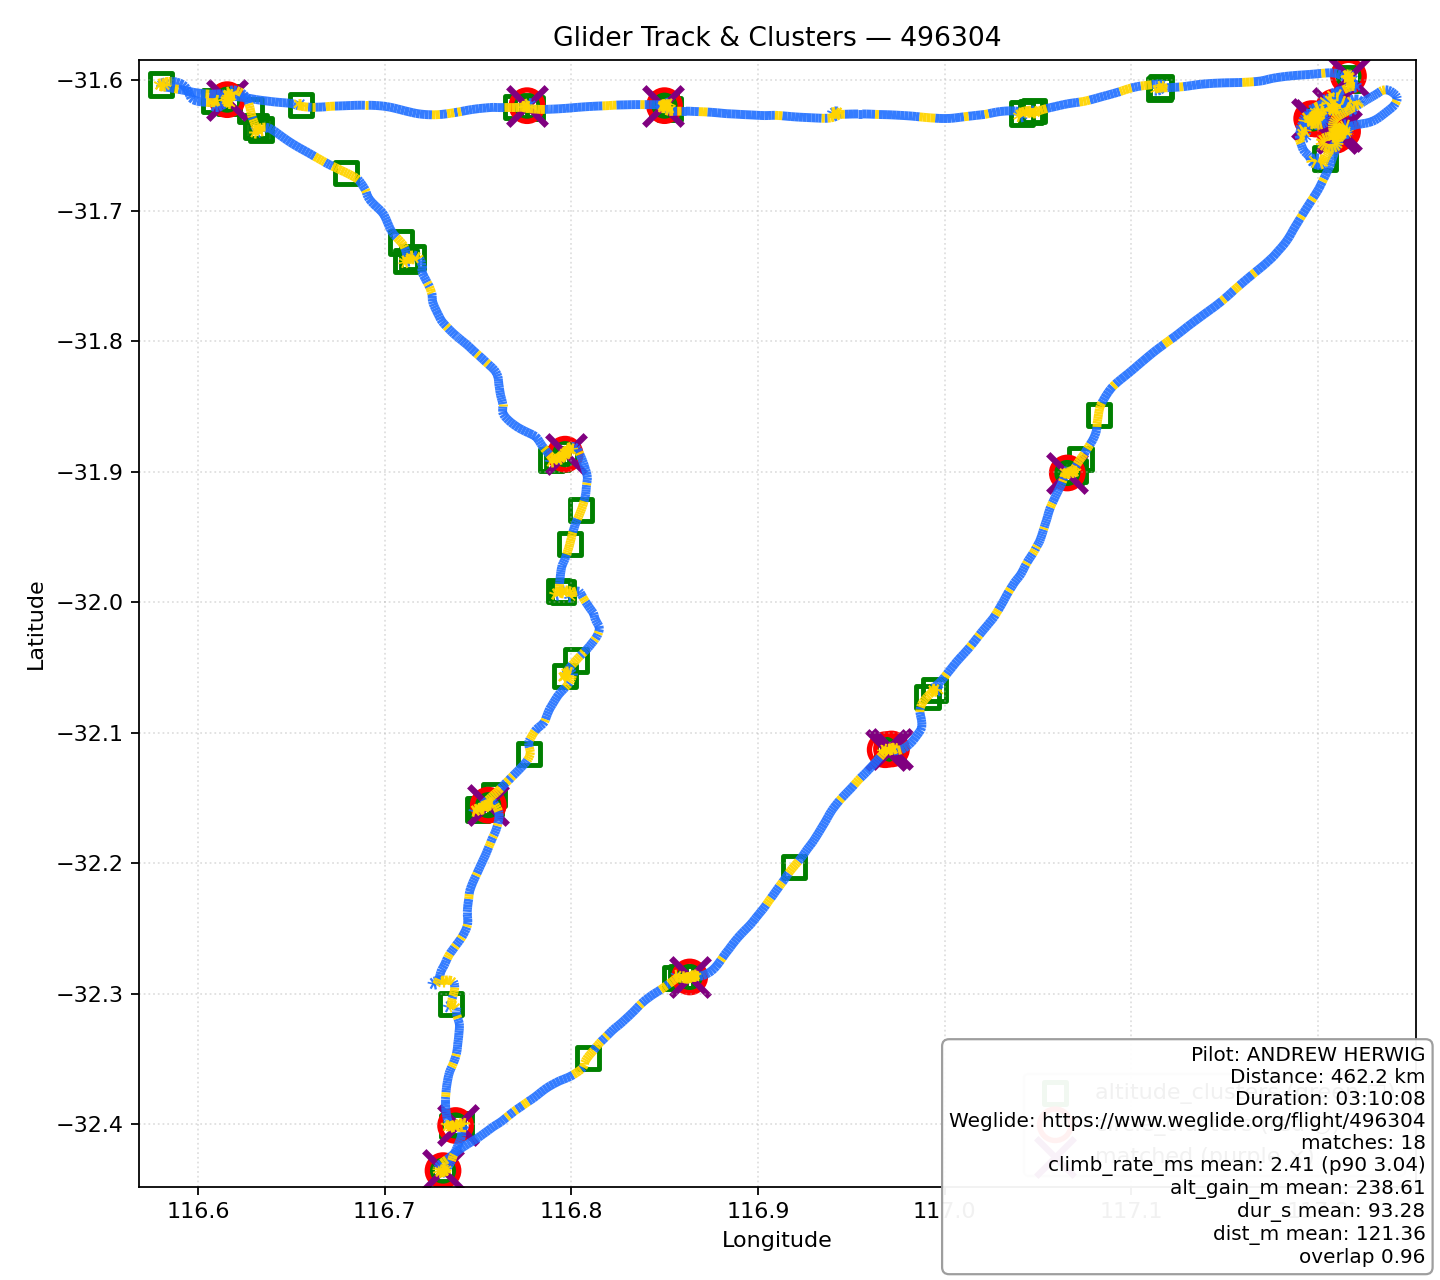 Glider Track & Clusters — 496304
−31.6
−31.7
−31.8
−31.9
−32.0
−32.1
−32.2
−32.3
−32.4
Latitude
116.6
116.7
116.8
116.9
117.0
117.1
Longitude
Pilot: ANDREW HERWIG
Distance: 462.2 km
Duration: 03:10:08
Weglide: https://www.weglide.org/flight/496304
matches: 18
climb_rate_ms mean: 2.41 (p90 3.04)
alt_gain_m mean: 238.61
dur_s mean: 93.28
dist_m mean: 121.36
overlap 0.96